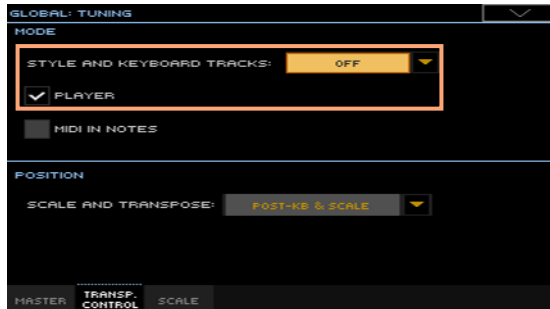 GLOBAL: TUNING
MODE
STYLE AND KEYBOARD TRACKS: OFF
PLAYER
MIDI IN NOTES
POSITION
SCALE AND TRANSPOSE: POST-KB & SCALE
MASTER TRANSP. CONTROL SCALE